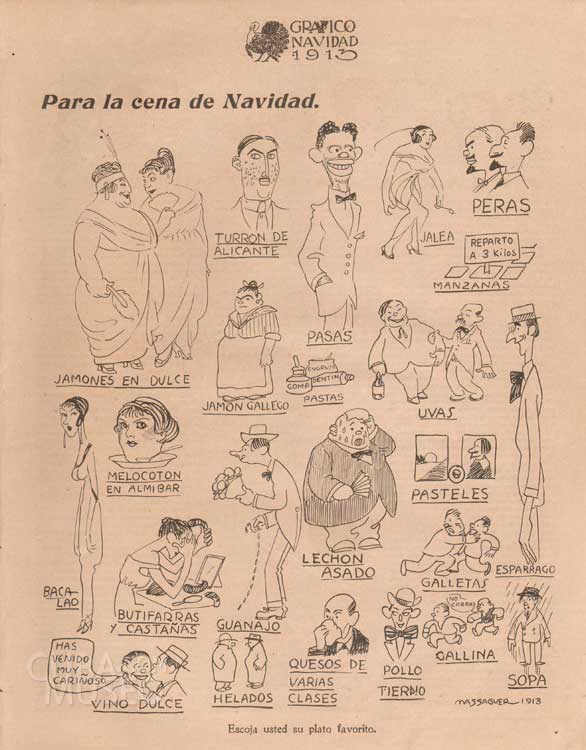 GRAFICO
NAVIDAD
1913
Para la cena de Navidad.
JAMONES EN DULCE
TURRON DE
ALICANTE
PASAS
JALEA
PERAS
REPARTO
A 3 KILOS
MANZANAS
JAMON GALLEGO
GOMA
DENTIN
PASTAS
UVAS
BACA-
LAO
MELOCOTON
EN ALMIBAR
BUTIFARRAS
Y CASTAÑAS
GUANAJO
LECHON
ASADO
PASTELES
GALLETAS
ESPARRAGO
HAS
VENIDO
MUY
CARIÑOSO
VINO DULCE
HELADOS
QUESOS DE
VARIAS
CLASES
POLLO
TIERNO
¡NO
CORRAS!
GALLINA
SOPA
MASSAGUER 1913
Escoja usted su plato favorito.